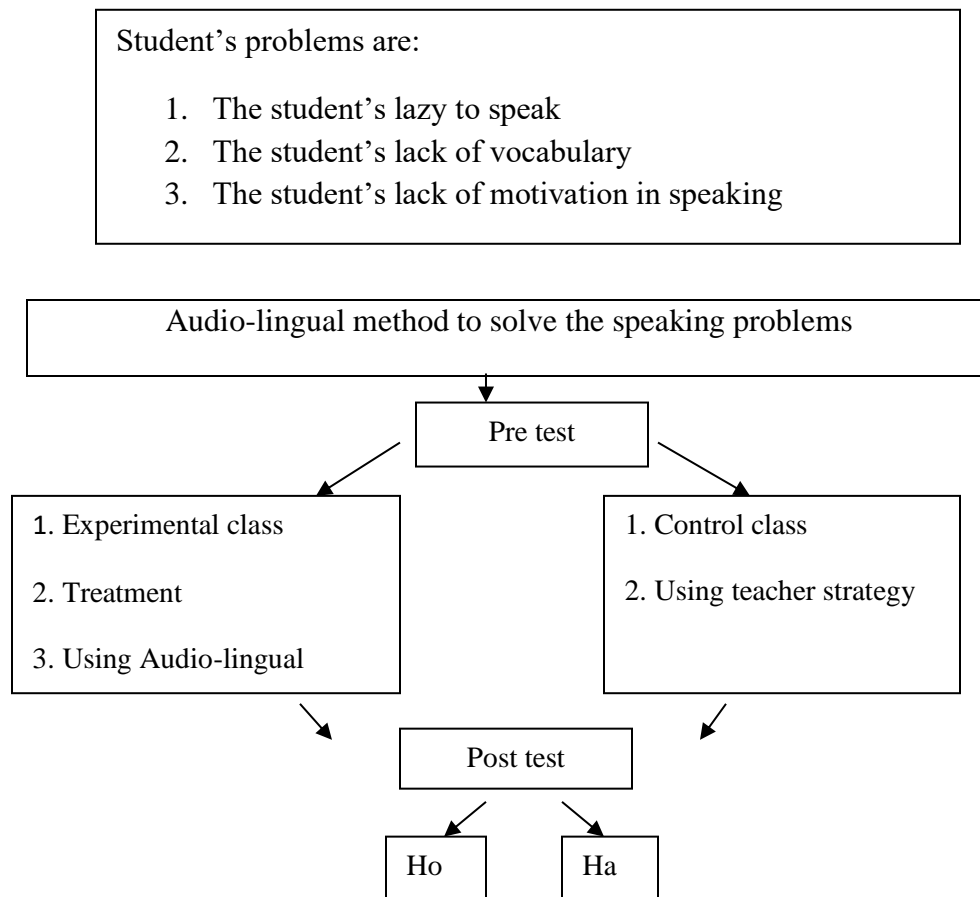 Student’s problems are:
1. The student’s lazy to speak
2. The student’s lack of vocabulary
3. The student’s lack of motivation in speaking
Audio-lingual method to solve the speaking problems
Pre test
1. Experimental class
2. Treatment
3. Using Audio-lingual
1. Control class
2. Using teacher strategy
Post test
Ho
Ha